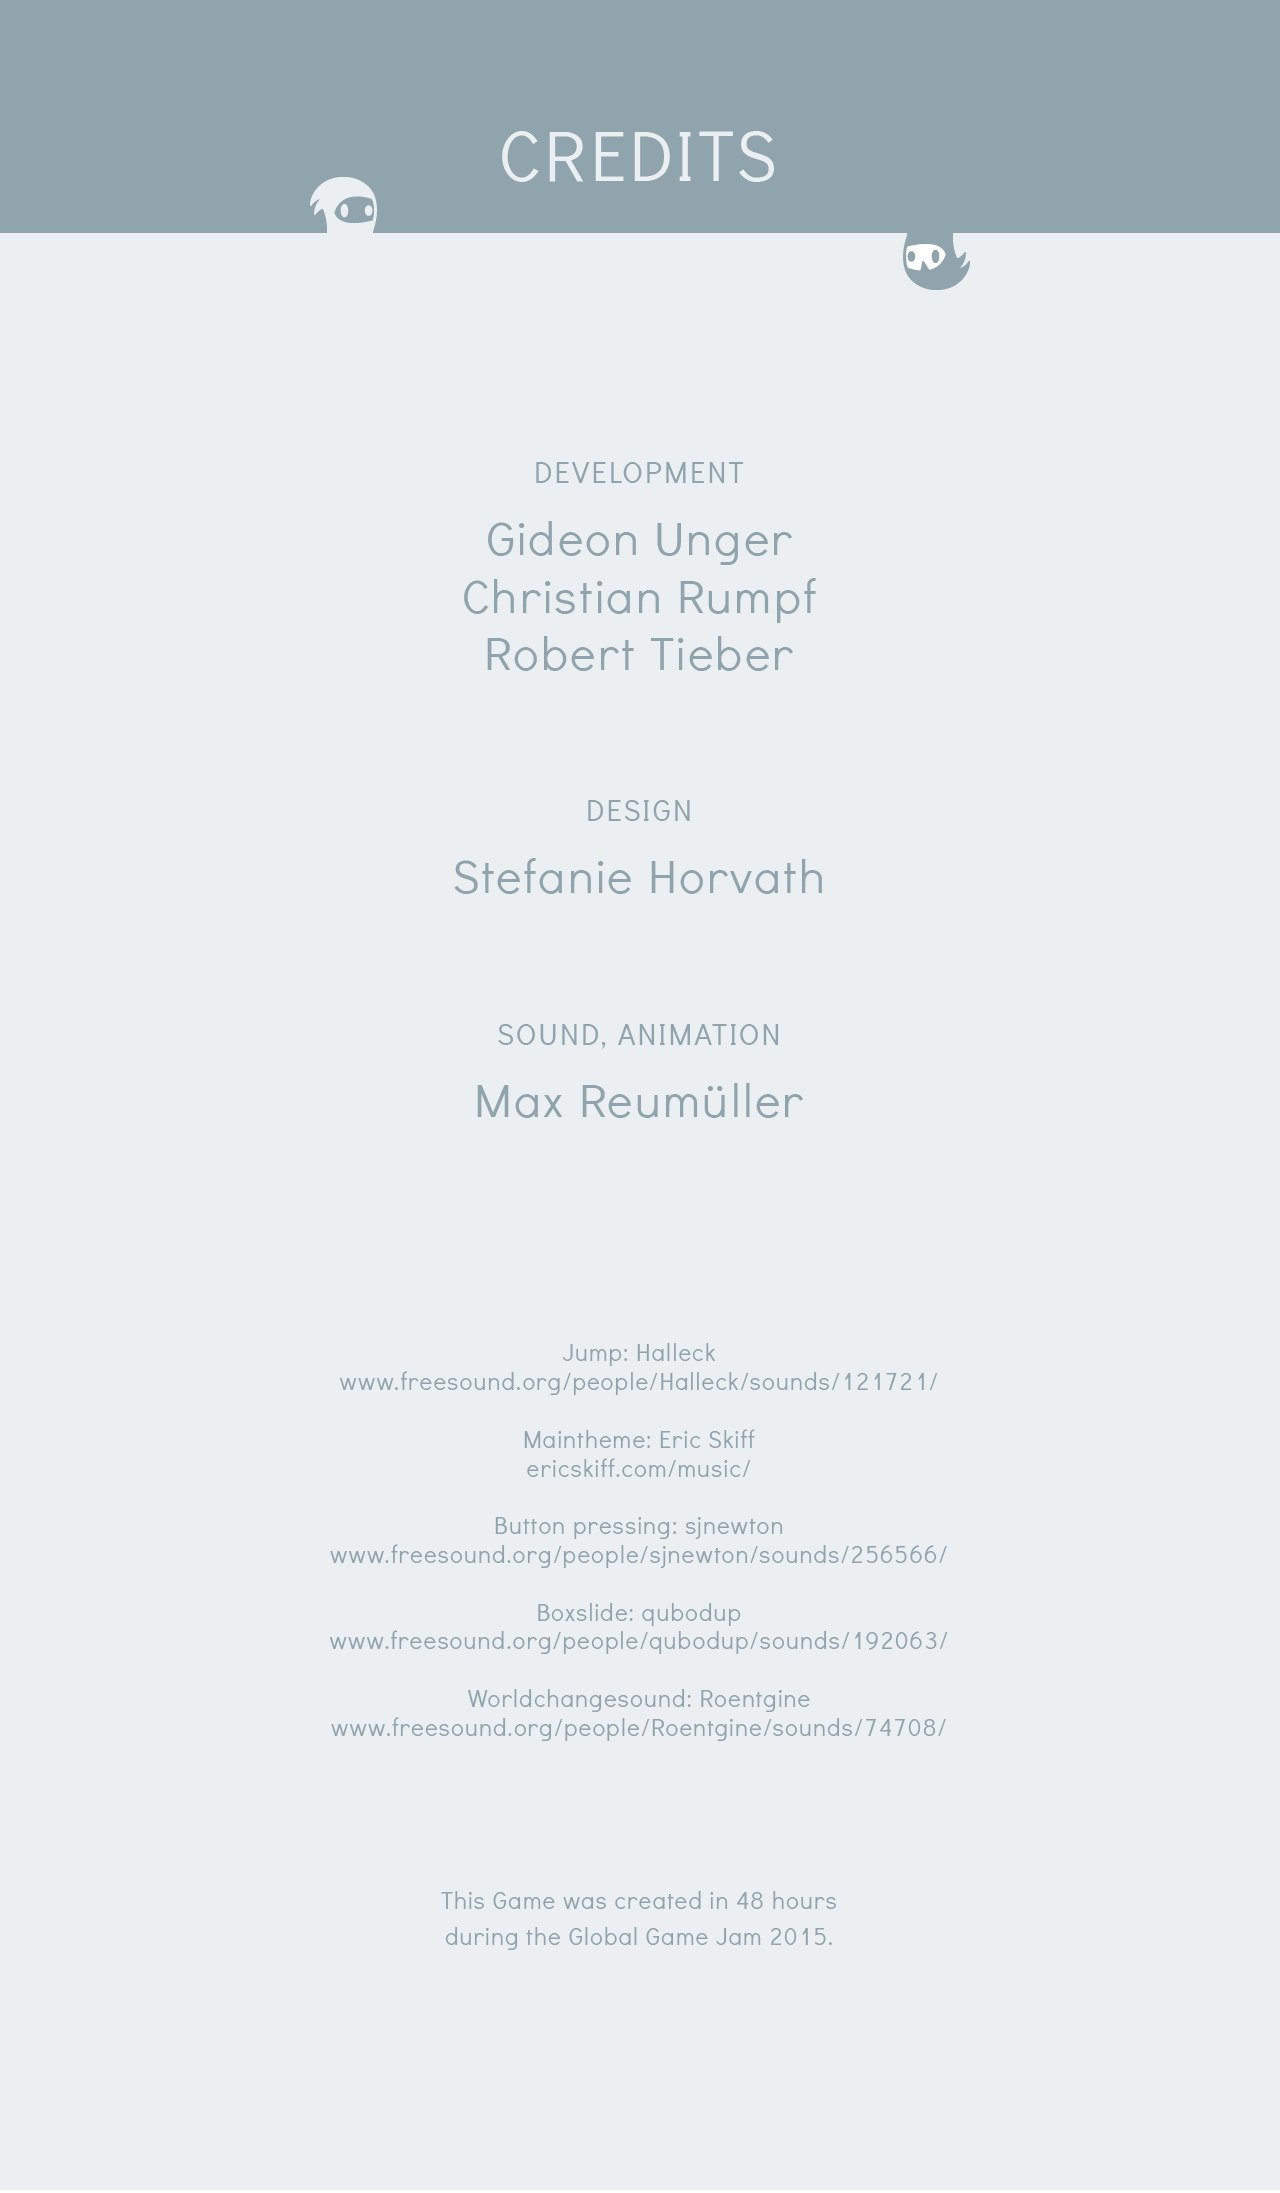 CREDITS
DEVELOPMENT
Gideon Unger
Christian Rumpf
Robert Tieber
DESIGN
Stefanie Horvath
SOUND, ANIMATION
Max Reumüller
Jump: Halleck
www.freesound.org/people/Halleck/sounds/121721/
Maintheme: Eric Skiff
ericskiff.com/music/
Button pressing: sjnewton
www.freesound.org/people/sjnewton/sounds/256566/
Boxslide: qubodup
www.freesound.org/people/qubodup/sounds/192063/
Worldchangesound: Roentgine
www.freesound.org/people/Roentgine/sounds/74708/
This Game was created in 48 hours
during the Global Game Jam 2015.